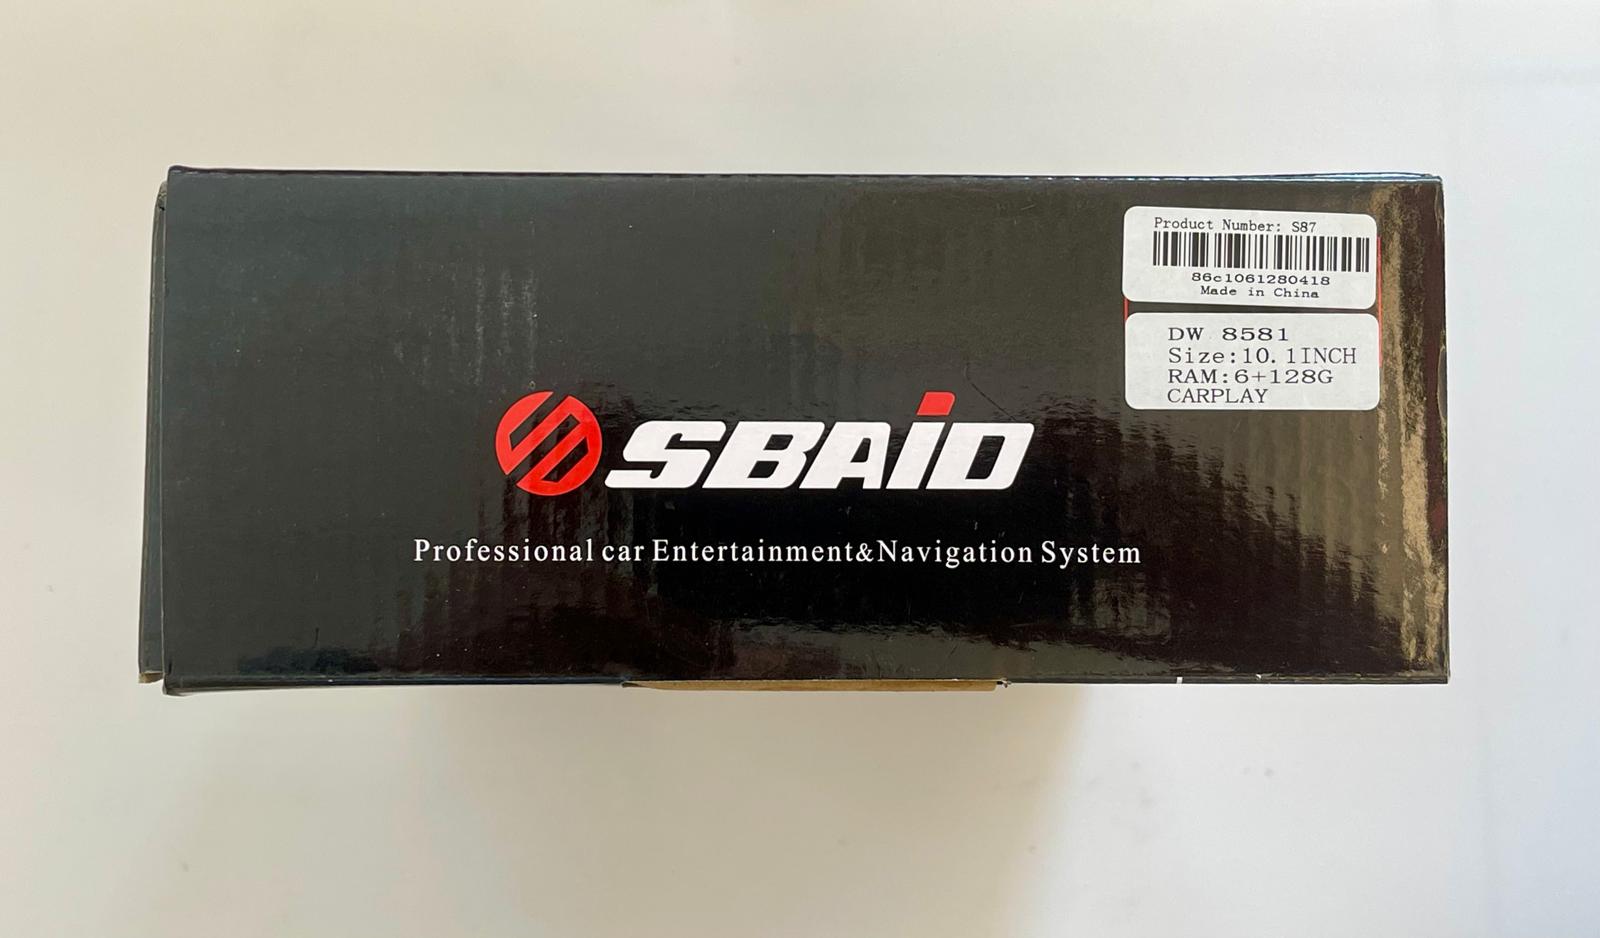 Product Number: S87
86c1061280418
Made in China
DW 8581
Size:10.1INCH
RAM:6+128G
CARPLAY
SBAID
Professional car Entertainment&Navigation System